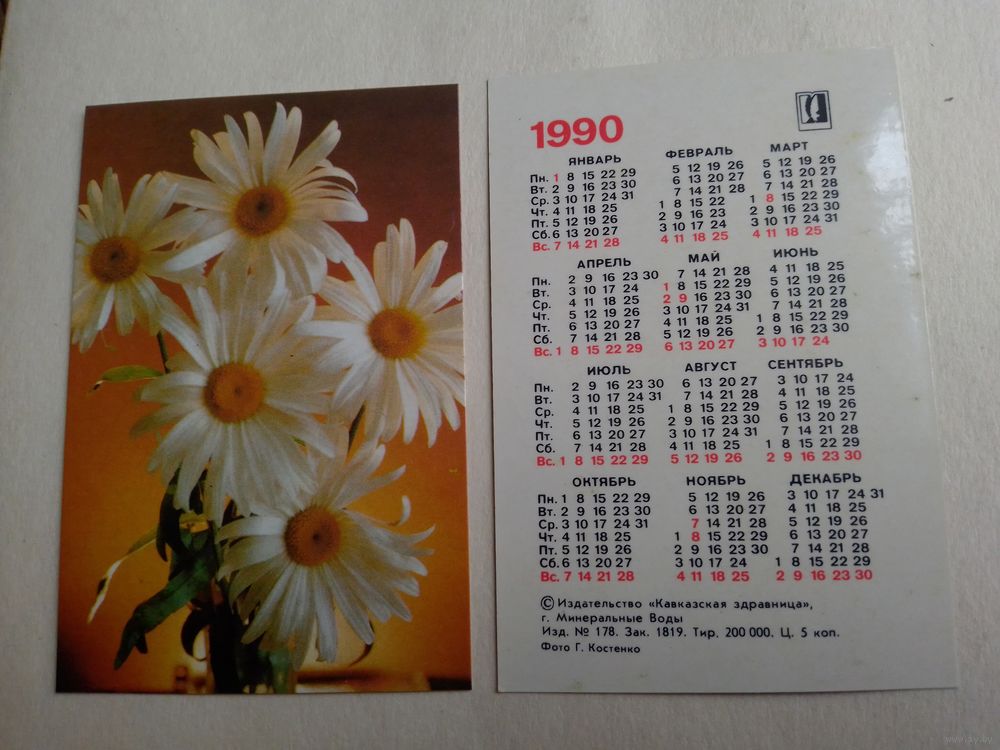 1990
ЯНВАРЬ ФЕВРАЛЬ МАРТ
Пн. 1 8 15 22 29 5 12 19 26 5 12 19 26
Вт. 2 9 16 23 30 6 13 20 27 6 13 20 27
Ср. 3 10 17 24 31 7 14 21 28 7 14 21 28
Чт. 4 11 18 25 1 8 15 22 1 8 15 22 29
Пт. 5 12 19 26 2 9 16 23 2 9 16 23 30
Сб. 6 13 20 27 3 10 17 24 3 10 17 24 31
Вс. 7 14 21 28 4 11 18 25 4 11 18 25
АПРЕЛЬ МАЙ ИЮНЬ
Пн. 2 9 16 23 30 7 14 21 28 4 11 18 25
Вт. 3 10 17 24 1 8 15 22 29 5 12 19 26
Ср. 4 11 18 25 2 9 16 23 30 6 13 20 27
Чт. 5 12 19 26 3 10 17 24 31 7 14 21 28
Пт. 6 13 20 27 4 11 18 25 1 8 15 22 29
Сб. 7 14 21 28 5 12 19 26 2 9 16 23 30
Вс. 1 8 15 22 29 6 13 20 27 3 10 17 24
ИЮЛЬ АВГУСТ СЕНТЯБРЬ
Пн. 2 9 16 23 30 6 13 20 27 3 10 17 24
Вт. 3 10 17 24 31 7 14 21 28 4 11 18 25
Ср. 4 11 18 25 1 8 15 22 29 5 12 19 26
Чт. 5 12 19 26 2 9 16 23 30 6 13 20 27
Пт. 6 13 20 27 3 10 17 24 31 7 14 21 28
Сб. 7 14 21 28 4 11 18 25 1 8 15 22 29
Вс. 1 8 15 22 29 5 12 19 26 2 9 16 23 30
ОКТЯБРЬ НОЯБРЬ ДЕКАБРЬ
Пн. 1 8 15 22 29 5 12 19 26 3 10 17 24 31
Вт. 2 9 16 23 30 6 13 20 27 4 11 18 25
Ср. 3 10 17 24 31 7 14 21 28 5 12 19 26
Чт. 4 11 18 25 1 8 15 22 29 6 13 20 27
Пт. 5 12 19 26 2 9 16 23 30 7 14 21 28
Сб. 6 13 20 27 3 10 17 24 1 8 15 22 29
Вс. 7 14 21 28 4 11 18 25 2 9 16 23 30
© Издательство «Кавказская здравница»,
г. Минеральные Воды
Изд. № 178. Зак. 1819. Тир. 200 000. Ц. 5 коп.
Фото Г. Костенко